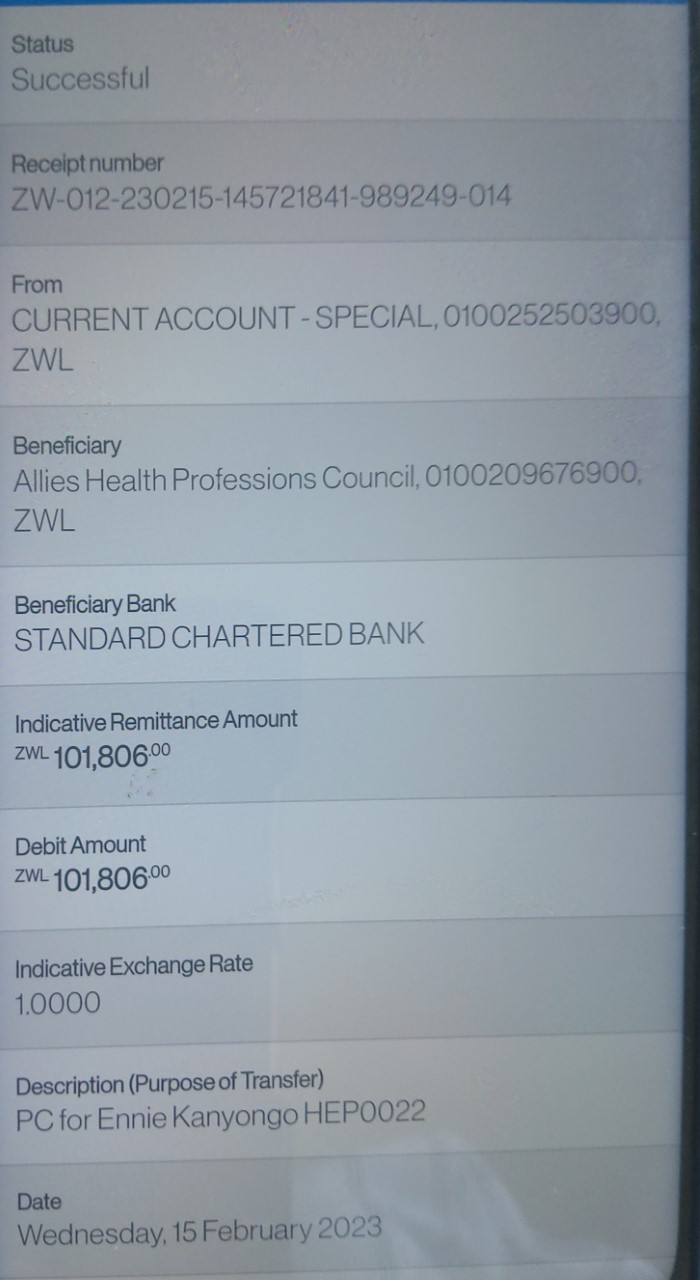 Status
Successful
Receipt number
ZW-012-230215-145721841-989249-014
From
CURRENT ACCOUNT - SPECIAL, 0100252503900,
ZWL
Beneficiary
Allies Health Professions Council, 0100209676900,
ZWL
Beneficiary Bank
STANDARD CHARTERED BANK
Indicative Remittance Amount
ZWL 101,806.00
Debit Amount
ZWL 101,806.00
Indicative Exchange Rate
1.0000
Description (Purpose of Transfer)
PC for Ennie Kanyongo HEP0022
Date
Wednesday, 15 February 2023